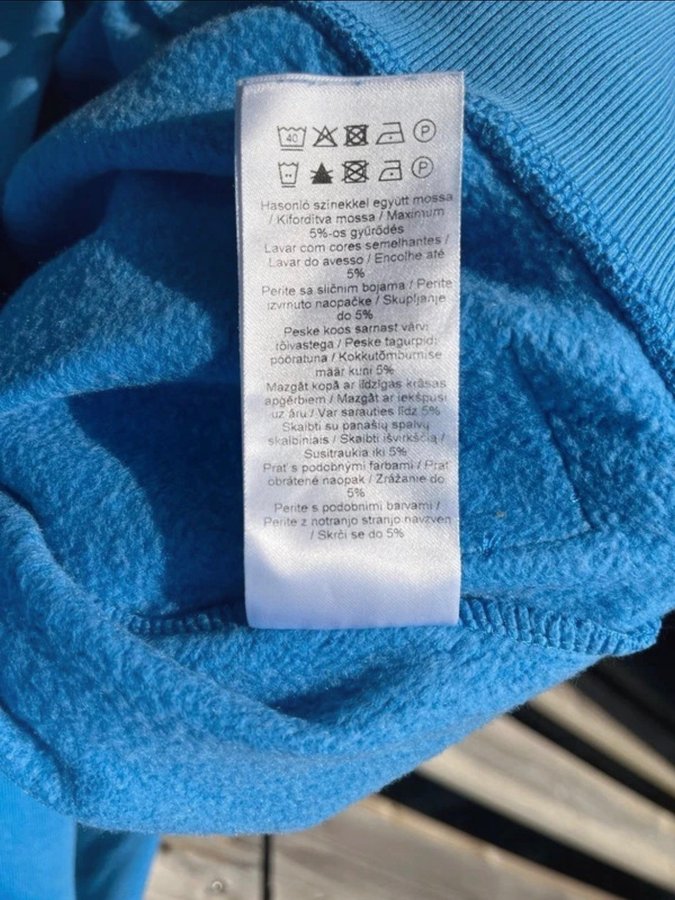 40 P
P
Hasonló színekkel együtt mossa
/ Kifordítva mossa / Maximum
5%-os gyűrődés
Lavar com cores semelhantes /
Lavar do avesso / Encolhe até
5%
Perite sa sličnim bojama / Perite
izvrnuto naopačke / Skupljanje
do 5%
Peske koos sarnast värvi
rõivastega / Peske tagurpidi
pööratuna / Kokkutõmbumise
määr kuni 5%
Mazgāt kopā ar līdzīgas krāsas
apģērbiem / Mazgāt ar iekšpusi
uz āru / Var sarauties līdz 5%
Skalbti su panašių spalvų
skalbiniais / Skalbti išvirkščią /
Susitraukia iki 5%
Prať s podobnými farbami / Prať
obrátené naopak / Zrážanie do
5%
Perite s podobnimi barvami /
Perite z notranjo stranjo navzven
/ Skrči se do 5%